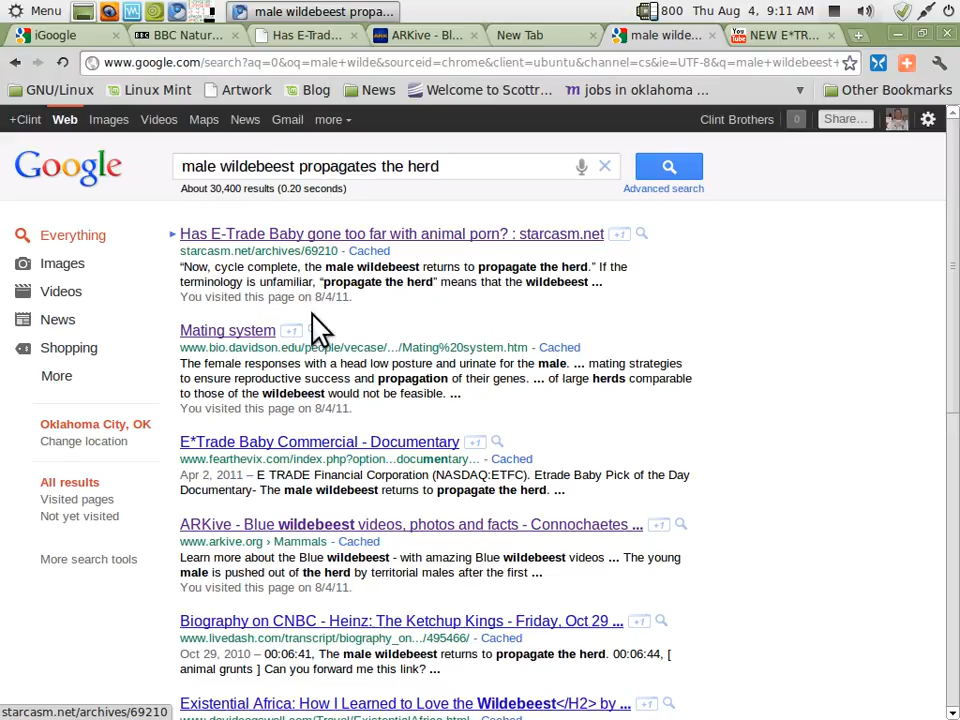 Menu
male wildebeest propa...
800 Thu Aug 4, 9:11 AM
iGoogle
BBC Natur...
Has E-Trad...
ARKive - Bl...
New Tab
male wilde...
NEW E*TR...
www.google.com/search?aq=0&oq=male+wilde&sourceid=chrome&client=ubuntu&channel=cs&ie=UTF-8&q=male+wildebeest+
GNU/Linux
Linux Mint
Artwork
Blog
News
Welcome to Scottr...
jobs in oklahoma ...
Other Bookmarks
+Clint Web Images Videos Maps News Gmail more
Clint Brothers 0 Share...
Google
male wildebeest propagates the herd
About 30,400 results (0.20 seconds)
Advanced search
Everything
Images
Videos
News
Shopping
More
Oklahoma City, OK
Change location
All results
Visited pages
Not yet visited
More search tools
Has E-Trade Baby gone too far with animal porn? : starcasm.net +1
starcasm.net/archives/69210 - Cached
“Now, cycle complete, the male wildebeest returns to propagate the herd.” If the
terminology is unfamiliar, “propagate the herd” means that the wildebeest ...
You visited this page on 8/4/11.
Mating system +1
www.bio.davidson.edu/people/vecase/.../Mating%20system.htm - Cached
The female responses with a head low posture and urinate for the male. ... mating strategies
to ensure reproductive success and propagation of their genes. ... of large herds comparable
to those of the wildebeest would not be feasible. ...
You visited this page on 8/4/11.
E*Trade Baby Commercial - Documentary +1
www.fearthevix.com/index.php?option...documentary... - Cached
Apr 2, 2011 – E TRADE Financial Corporation (NASDAQ:ETFC). Etrade Baby Pick of the Day
Documentary- The male wildebeest returns to propagate the herd. ...
ARKive - Blue wildebeest videos, photos and facts - Connochaetes ... +1
www.arkive.org › Mammals - Cached
Learn more about the Blue wildebeest - with amazing Blue wildebeest videos ... The young
male is pushed out of the herd by territorial males after the first ...
You visited this page on 8/4/11.
Biography on CNBC - Heinz: The Ketchup Kings - Friday, Oct 29 ... +1
www.livedash.com/transcript/biography_on.../495466/ - Cached
Oct 29, 2010 – 00:06:41, The male wildebeest returns to propagate the herd. 00:06:44, [
animal grunts ] Can you forward me this link? ...
Existential Africa: How I Learned to Love the Wildebeest</H2> by ... +1
starcasm.net/archives/69210